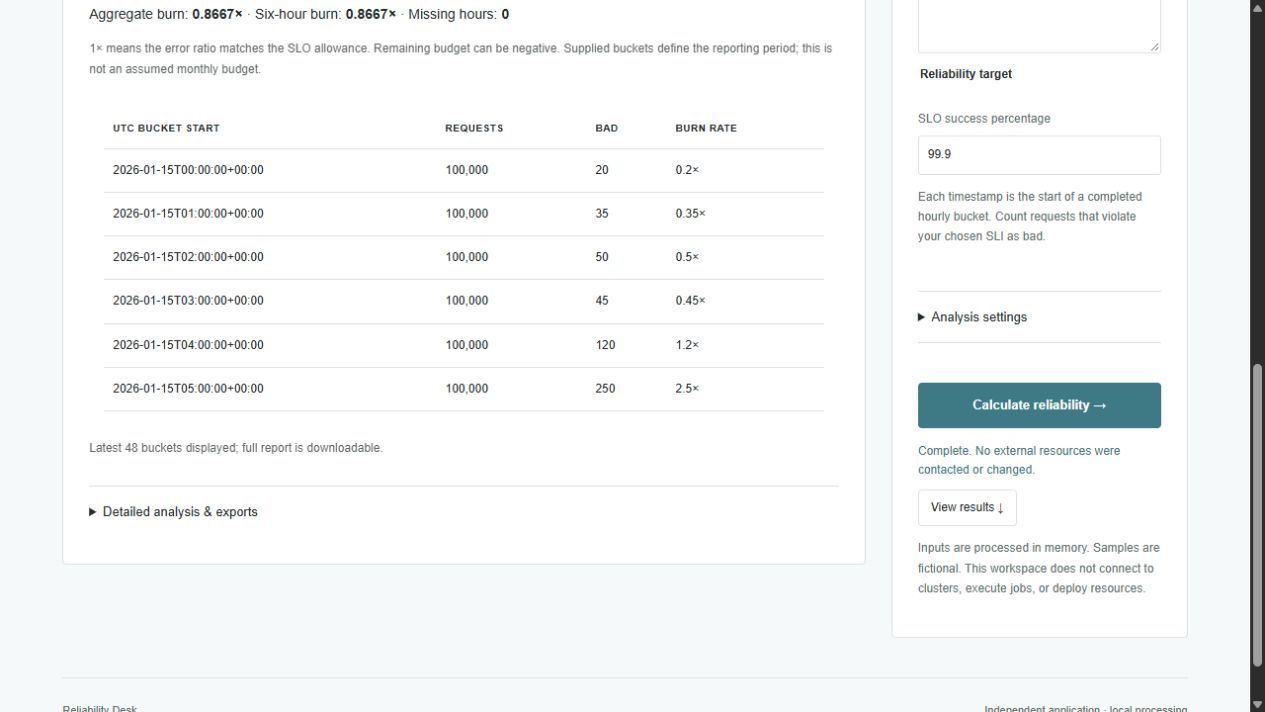 Aggregate burn: 0.8667× · Six-hour burn: 0.8667× · Missing hours: 0
1× means the error ratio matches the SLO allowance. Remaining budget can be negative. Supplied buckets define the reporting period; this is
not an assumed monthly budget.
UTC BUCKET START REQUESTS BAD BURN RATE
2026-01-15T00:00:00+00:00 100,000 20 0.2×
2026-01-15T01:00:00+00:00 100,000 35 0.35×
2026-01-15T02:00:00+00:00 100,000 50 0.5×
2026-01-15T03:00:00+00:00 100,000 45 0.45×
2026-01-15T04:00:00+00:00 100,000 120 1.2×
2026-01-15T05:00:00+00:00 100,000 250 2.5×
Latest 48 buckets displayed; full report is downloadable.
▶ Detailed analysis & exports
Reliability target
SLO success percentage
99.9
Each timestamp is the start of a completed
hourly bucket. Count requests that violate
your chosen SLI as bad.
▶ Analysis settings
Calculate reliability →
Complete. No external resources were
contacted or changed.
View results ↓
Inputs are processed in memory. Samples are
fictional. This workspace does not connect to
clusters, execute jobs, or deploy resources.
Reliability Desk
Independent application · local processing